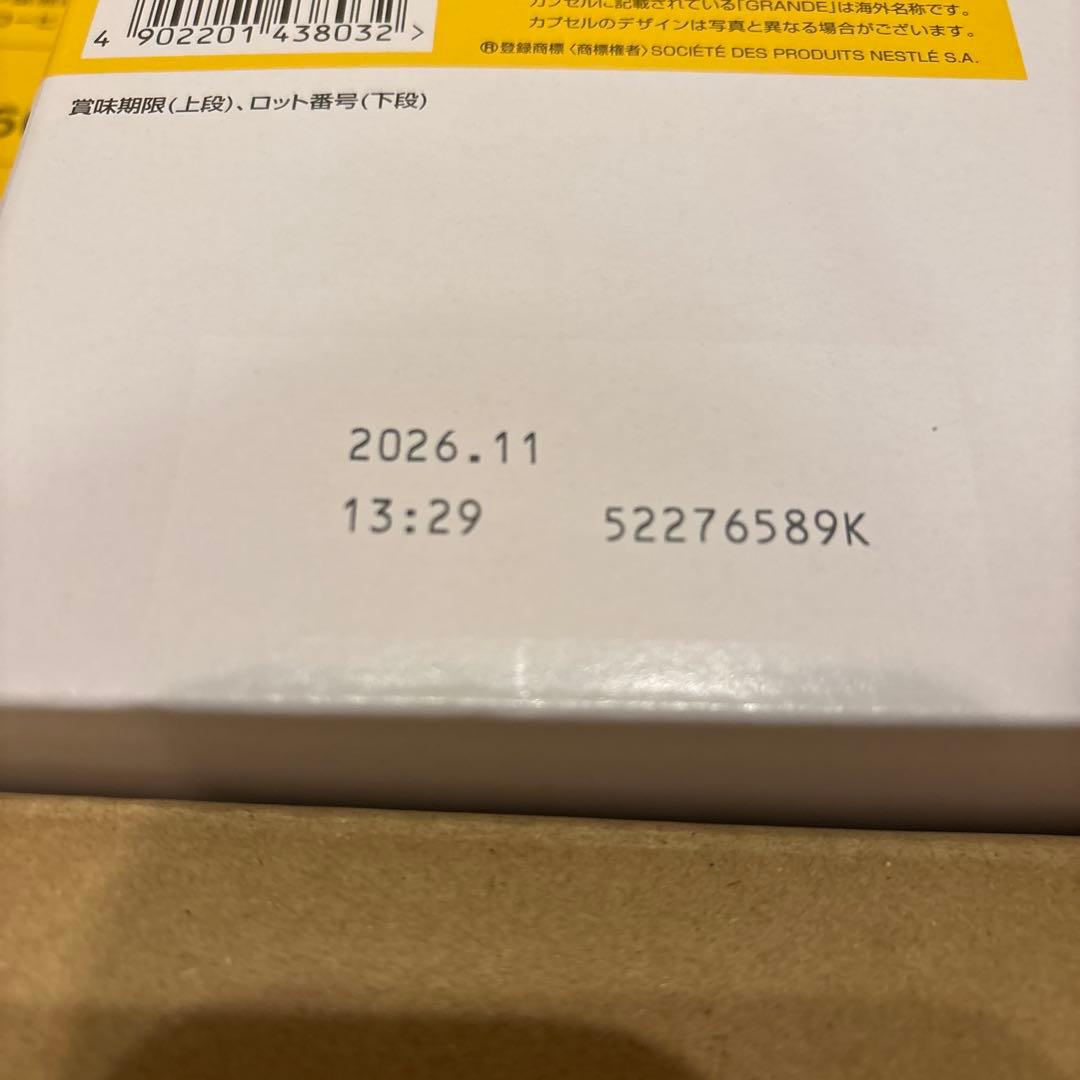 カプセルに記載されている「GRANDE」は海外名称です。
カプセルのデザインは写真と異なる場合がございます。
®登録商標〈商標権者〉SOCIÉTÉ DES PRODUITS NESTLÉ S.A.
4 902201 438032 >
賞味期限(上段)、ロット番号(下段)
2026.11
13:29 52276589K